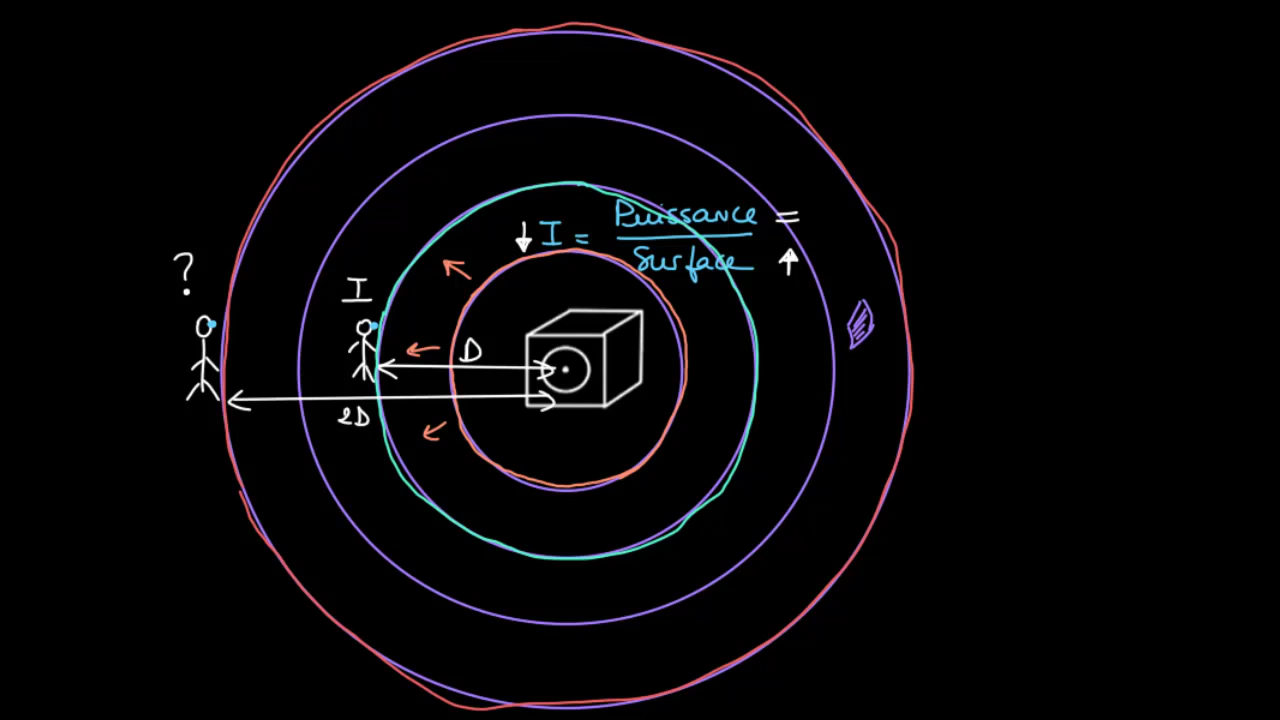 I = Puissance =
Surface
?
I
D
2D